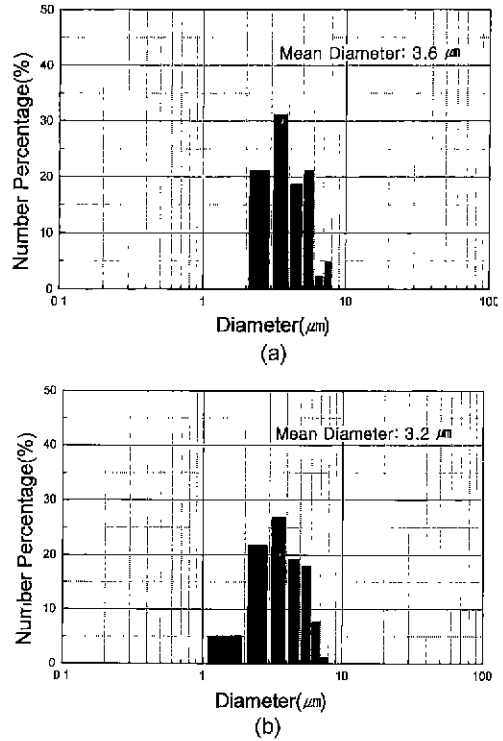 50
Mean Diameter: 3.6 ㎛
40
30
20
10
0
Number Percentage(%)
0 1 1 10 100
Diameter(㎛)
(a)
50
Mean Diameter: 3.2 ㎛
40
30
20
10
0
Number Percentage(%)
0 1 1 10 100
Diameter(㎛)
(b)